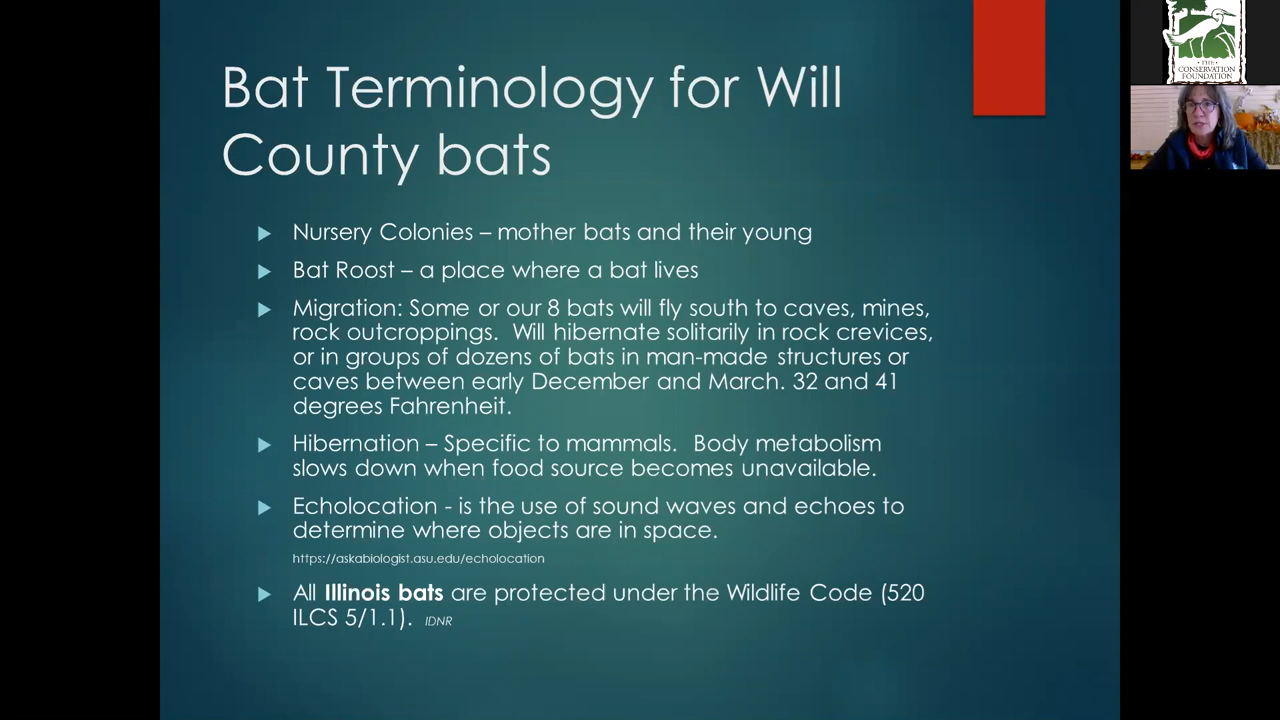 Bat Terminology for Will
County bats
Nursery Colonies – mother bats and their young
Bat Roost – a place where a bat lives
Migration: Some or our 8 bats will fly south to caves, mines,
rock outcroppings. Will hibernate solitarily in rock crevices,
or in groups of dozens of bats in man-made structures or
caves between early December and March. 32 and 41
degrees Fahrenheit.
Hibernation – Specific to mammals. Body metabolism
slows down when food source becomes unavailable.
Echolocation - is the use of sound waves and echoes to
determine where objects are in space.
https://askabiologist.asu.edu/echolocation
All Illinois bats are protected under the Wildlife Code (520
ILCS 5/1.1). IDNR
• THE •
CONSERVATION
FOUNDATION